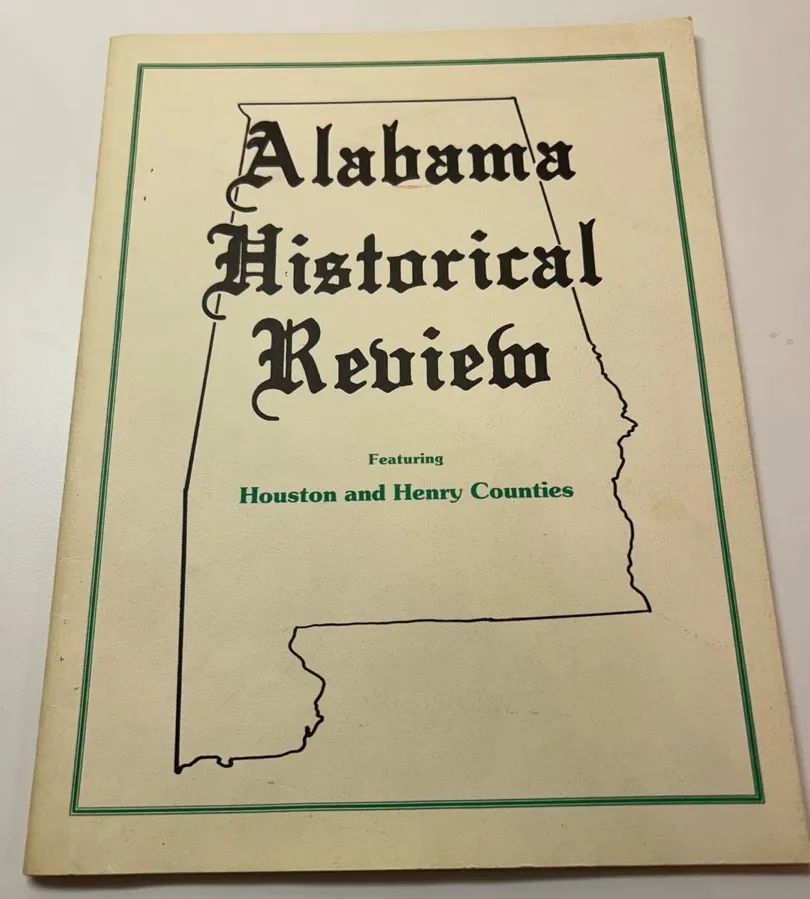 Alabama
Historical
Review
Featuring
Houston and Henry Counties